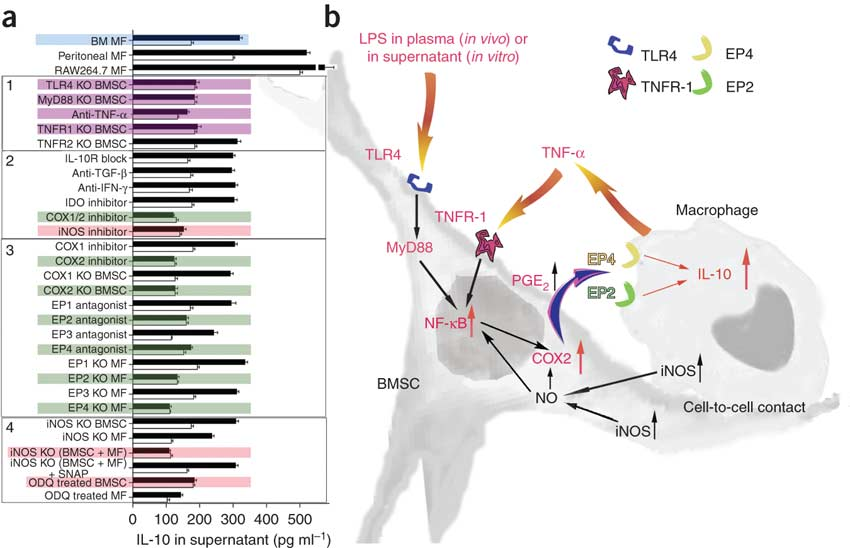 a
BM MF
Peritoneal MF
RAW264.7 MF
1
TLR4 KO BMSC
MyD88 KO BMSC
Anti-TNF-α
TNFR1 KO BMSC
TNFR2 KO BMSC
2
IL-10R block
Anti-TGF-β
Anti-IFN-γ
IDO inhibitor
COX1/2 inhibitor
iNOS inhibitor
3
COX1 inhibitor
COX2 inhibitor
COX1 KO BMSC
COX2 KO BMSC
EP1 antagonist
EP2 antagonist
EP3 antagonist
EP4 antagonist
EP1 KO MF
EP2 KO MF
EP3 KO MF
EP4 KO MF
4
iNOS KO BMSC
iNOS KO MF
iNOS KO (BMSC + MF)
iNOS KO (BMSC + MF)
+ SNAP
ODQ treated BMSC
ODQ treated MF
0 100 200 300 400 500
IL-10 in supernatant (pg ml⁻¹)
b
LPS in plasma (in vivo) or
in supernatant (in vitro)
TLR4
EP4
TNFR-1
EP2
TLR4
TNF-α
TNFR-1
Macrophage
MyD88
EP4
PGE₂
IL-10
EP2
NF-κB
COX2
BMSC
iNOS
NO
Cell-to-cell contact
iNOS